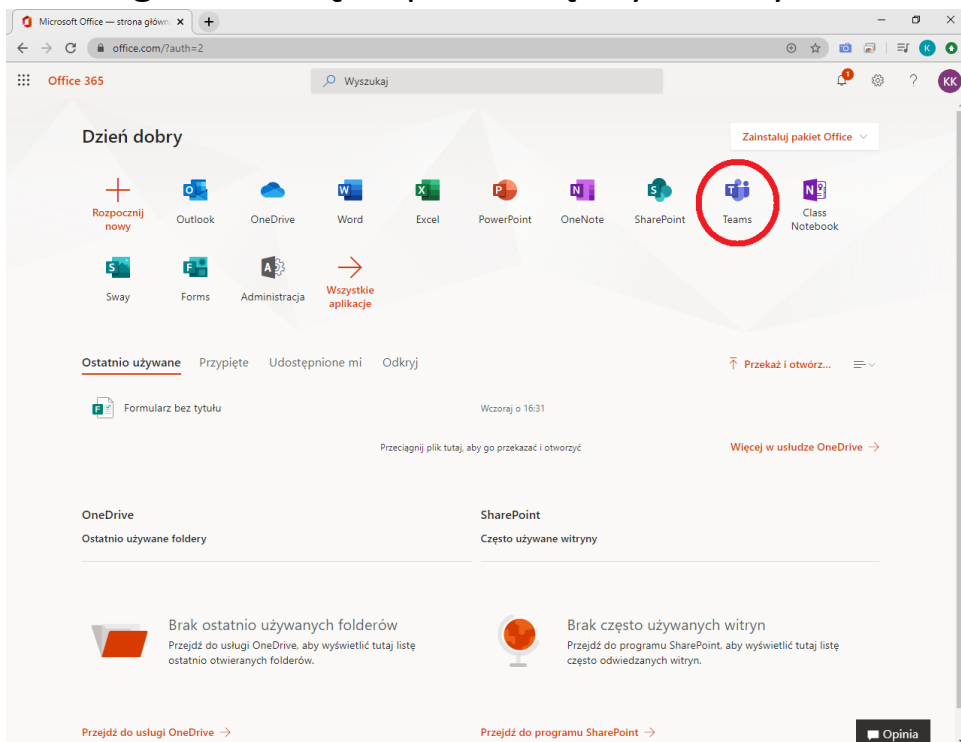 Microsoft Office — strona główn
office.com/?auth=2
K
Office 365
Wyszukaj
1
?
KK
Dzień dobry
Zainstaluj pakiet Office
Rozpocznij nowy
Outlook
OneDrive
Word
Excel
PowerPoint
OneNote
SharePoint
Teams
Class Notebook
Sway
Forms
Administracja
Wszystkie aplikacje
Ostatnio używane
Przypięte
Udostępnione mi
Odkryj
Przekaż i otwórz...
Formularz bez tytułu
Wczoraj o 16:31
Przeciągnij plik tutaj, aby go przekazać i otworzyć
Więcej w usłudze OneDrive
OneDrive
Ostatnio używane foldery
SharePoint
Często używane witryny
Brak ostatnio używanych folderów
Przejdź do usługi OneDrive, aby wyświetlić tutaj listę
ostatnio otwieranych folderów.
Brak często używanych witryn
Przejdź do programu SharePoint, aby wyświetlić tutaj listę
często odwiedzanych witryn.
Przejdź do usługi OneDrive
Przejdź do programu SharePoint
Opinia